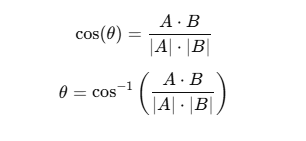 cos(θ) = A · B / |A| · |B|
θ = cos⁻¹ ( A · B / |A| · |B| )